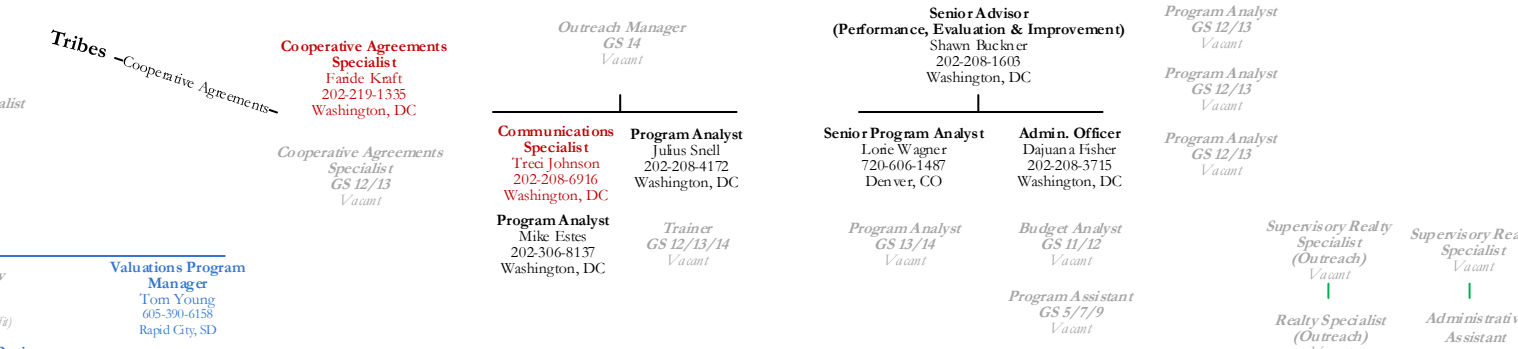 Tribes
Cooperative Agreements
alist
Cooperative Agreements
Specialist
Faride Kraft
202-219-1335
Washington, DC
Cooperative Agreements
Specialist
GS 12/13
Vacant
Valuations Program
Manager
Tom Young
605-390-6158
Rapid City, SD
Outreach Manager
GS 14
Vacant
Communications
Specialist
Treci Johnson
202-208-6916
Washington, DC
Program Analyst
Julius Snell
202-208-4172
Washington, DC
Program Analyst
Mike Estes
202-306-8137
Washington, DC
Trainer
GS 12/13/14
Vacant
Senior Advisor
(Performance, Evaluation & Improvement)
Shawn Buckner
202-208-1603
Washington, DC
Senior Program Analyst
Lorie Wagner
720-606-1487
Denver, CO
Admin. Officer
Dajuana Fisher
202-208-3715
Washington, DC
Program Analyst
GS 13/14
Vacant
Budget Analyst
GS 11/12
Vacant
Program Assistant
GS 5/7/9
Vacant
Program Analyst
GS 12/13
Vacant
Program Analyst
GS 12/13
Vacant
Program Analyst
GS 12/13
Vacant
Supervisory Realty
Specialist
(Outreach)
Vacant
Realty Specialist
(Outreach)
Supervisory Rea
Specialist
Vacant
Administrativ
Assistant